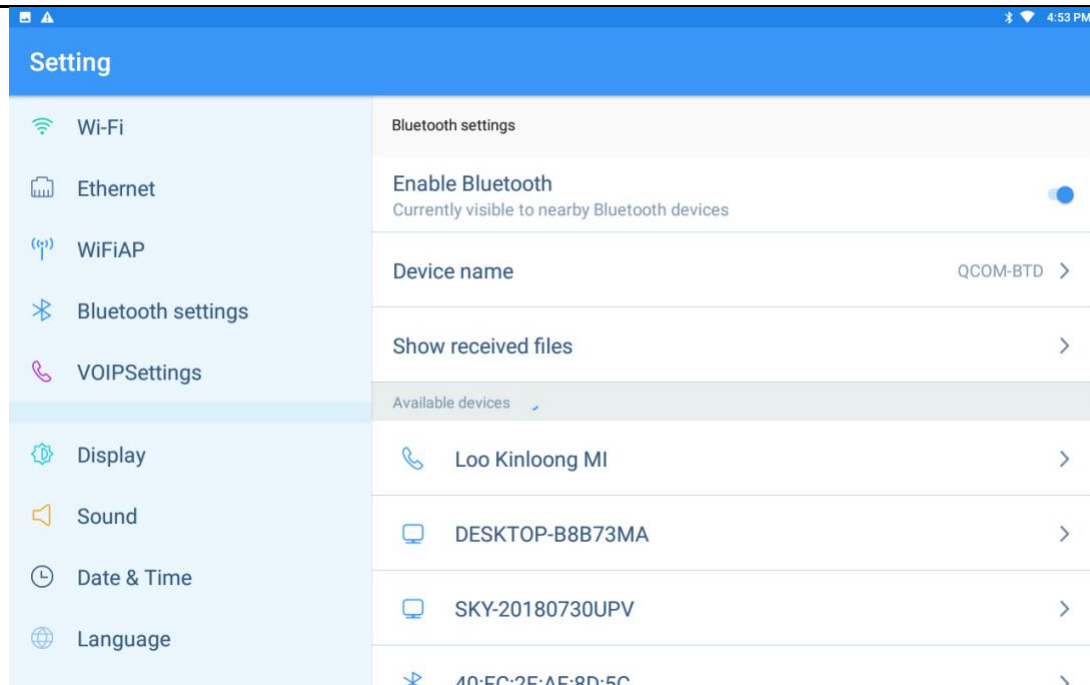 4:53 PM
Setting
Wi-Fi
Ethernet
WiFiAP
Bluetooth settings
VOIPSettings
Display
Sound
Date & Time
Language
Bluetooth settings
Enable Bluetooth
Currently visible to nearby Bluetooth devices
Device name QCOM-BTD
Show received files
Available devices
Loo Kinloong MI
DESKTOP-B8B73MA
SKY-20180730UPV